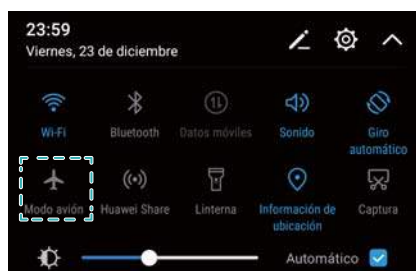 23:59
Viernes, 23 de diciembre
Wi-Fi Bluetooth Datos móviles Sonido Giro
automático
Modo avión Huawei Share Linterna Información de Captura
ubicación
Automático